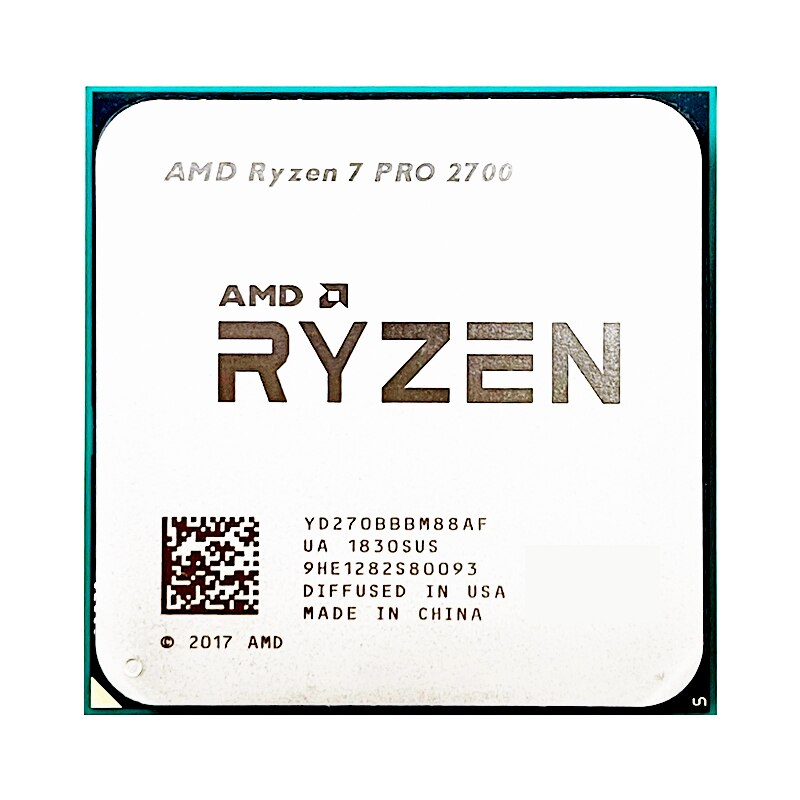 AMD Ryzen 7 PRO 2700
AMD
RYZEN
YD270BBBM88AF
UA 1830SUS
9HE1282S80093
DIFFUSED IN USA
MADE IN CHINA
© 2017 AMD